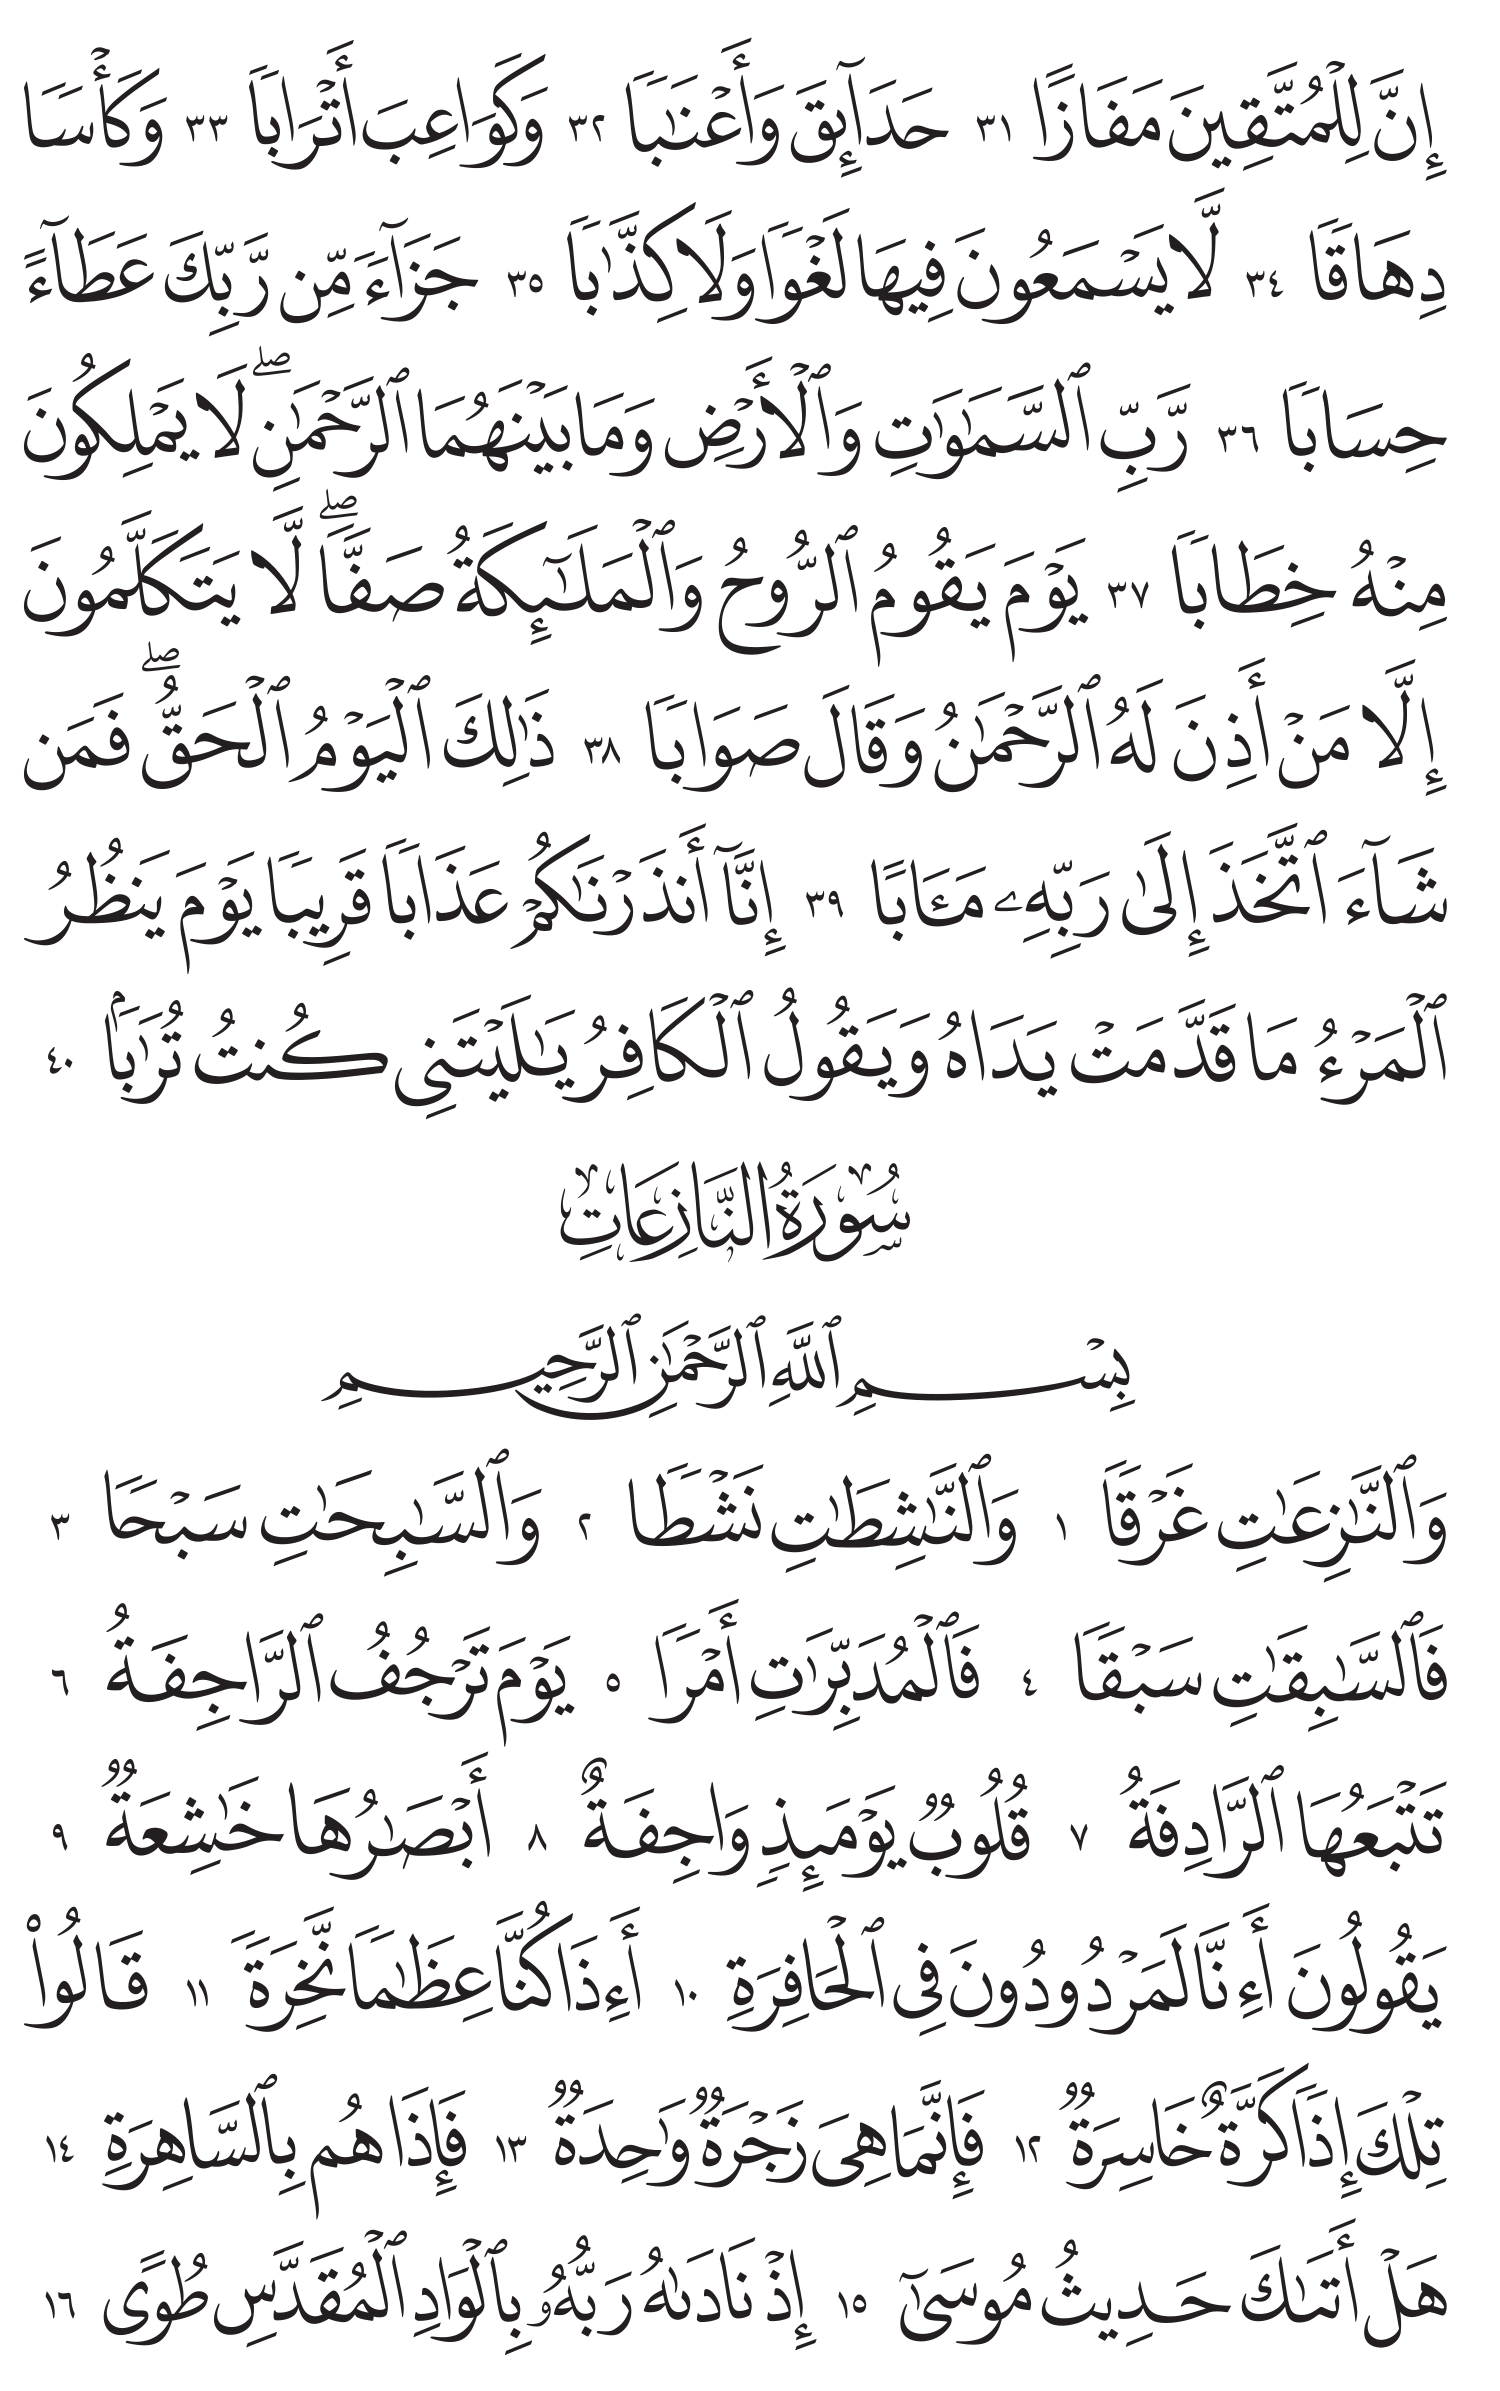 إِنَّ لِلْمُتَّقِينَ مَفَازًا ٣١ حَدَآئِقَ وَأَعْنَٰبًا ٣٢ وَكَوَاعِبَ أَتْرَابًا ٣٣ وَكَأْسًا
دِهَاقًا ٣٤ لَّا يَسْمَعُونَ فِيهَا لَغْوًا وَلَا كِذَّٰبًا ٣٥ جَزَآءً مِّن رَّبِّكَ عَطَآءً
حِسَابًا ٣٦ رَّبِّ ٱلسَّمَٰوَٰتِ وَٱلْأَرْضِ وَمَا بَيْنَهُمَا ٱلرَّحْمَٰنِۖ لَا يَمْلِكُونَ
مِنْهُ خِطَابًا ٣٧ يَوْمَ يَقُومُ ٱلرُّوحُ وَٱلْمَلَٰٓئِكَةُ صَفًّاۖ لَّا يَتَكَلَّمُونَ
إِلَّا مَنْ أَذِنَ لَهُ ٱلرَّحْمَٰنُ وَقَالَ صَوَابًا ٣٨ ذَٰلِكَ ٱلْيَوْمُ ٱلْحَقُّۖ فَمَن
شَآءَ ٱتَّخَذَ إِلَىٰ رَبِّهِۦ مَـَٔابًا ٣٩ إِنَّآ أَنذَرْنَٰكُمْ عَذَابًا قَرِيبًا يَوْمَ يَنظُرُ
ٱلْمَرْءُ مَا قَدَّمَتْ يَدَاهُ وَيَقُولُ ٱلْكَافِرُ يَٰلَيْتَنِى كُنتُ تُرَٰبًۢا ٤٠
سُورَةُ النَّازِعَاتِ
بِسْمِ ٱللَّهِ ٱلرَّحْمَٰنِ ٱلرَّحِيمِ
وَٱلنَّٰزِعَٰتِ غَرْقًا ١ وَٱلنَّٰشِطَٰتِ نَشْطًا ٢ وَٱلسَّٰبِحَٰتِ سَبْحًا ٣
فَٱلسَّٰبِقَٰتِ سَبْقًا ٤ فَٱلْمُدَبِّرَٰتِ أَمْرًا ٥ يَوْمَ تَرْجُفُ ٱلرَّاجِفَةُ ٦
تَتْبَعُهَا ٱلرَّادِفَةُ ٧ قُلُوبٌ يَوْمَئِذٍ وَاجِفَةٌ ٨ أَبْصَٰرُهَا خَٰشِعَةٌ ٩
يَقُولُونَ أَءِنَّا لَمَرْدُودُونَ فِى ٱلْحَافِرَةِ ١٠ أَءِذَا كُنَّا عِظَٰمًا نَّخِرَةً ١١ قَالُوا۟
تِلْكَ إِذًا كَرَّةٌ خَاسِرَةٌ ١٢ فَإِنَّمَا هِىَ زَجْرَةٌ وَٰحِدَةٌ ١٣ فَإِذَا هُم بِٱلسَّاهِرَةِ ١٤
هَلْ أَتَىٰكَ حَدِيثُ مُوسَىٰٓ ١٥ إِذْ نَادَىٰهُ رَبُّهُۥ بِٱلْوَادِ ٱلْمُقَدَّسِ طُوًى ١٦